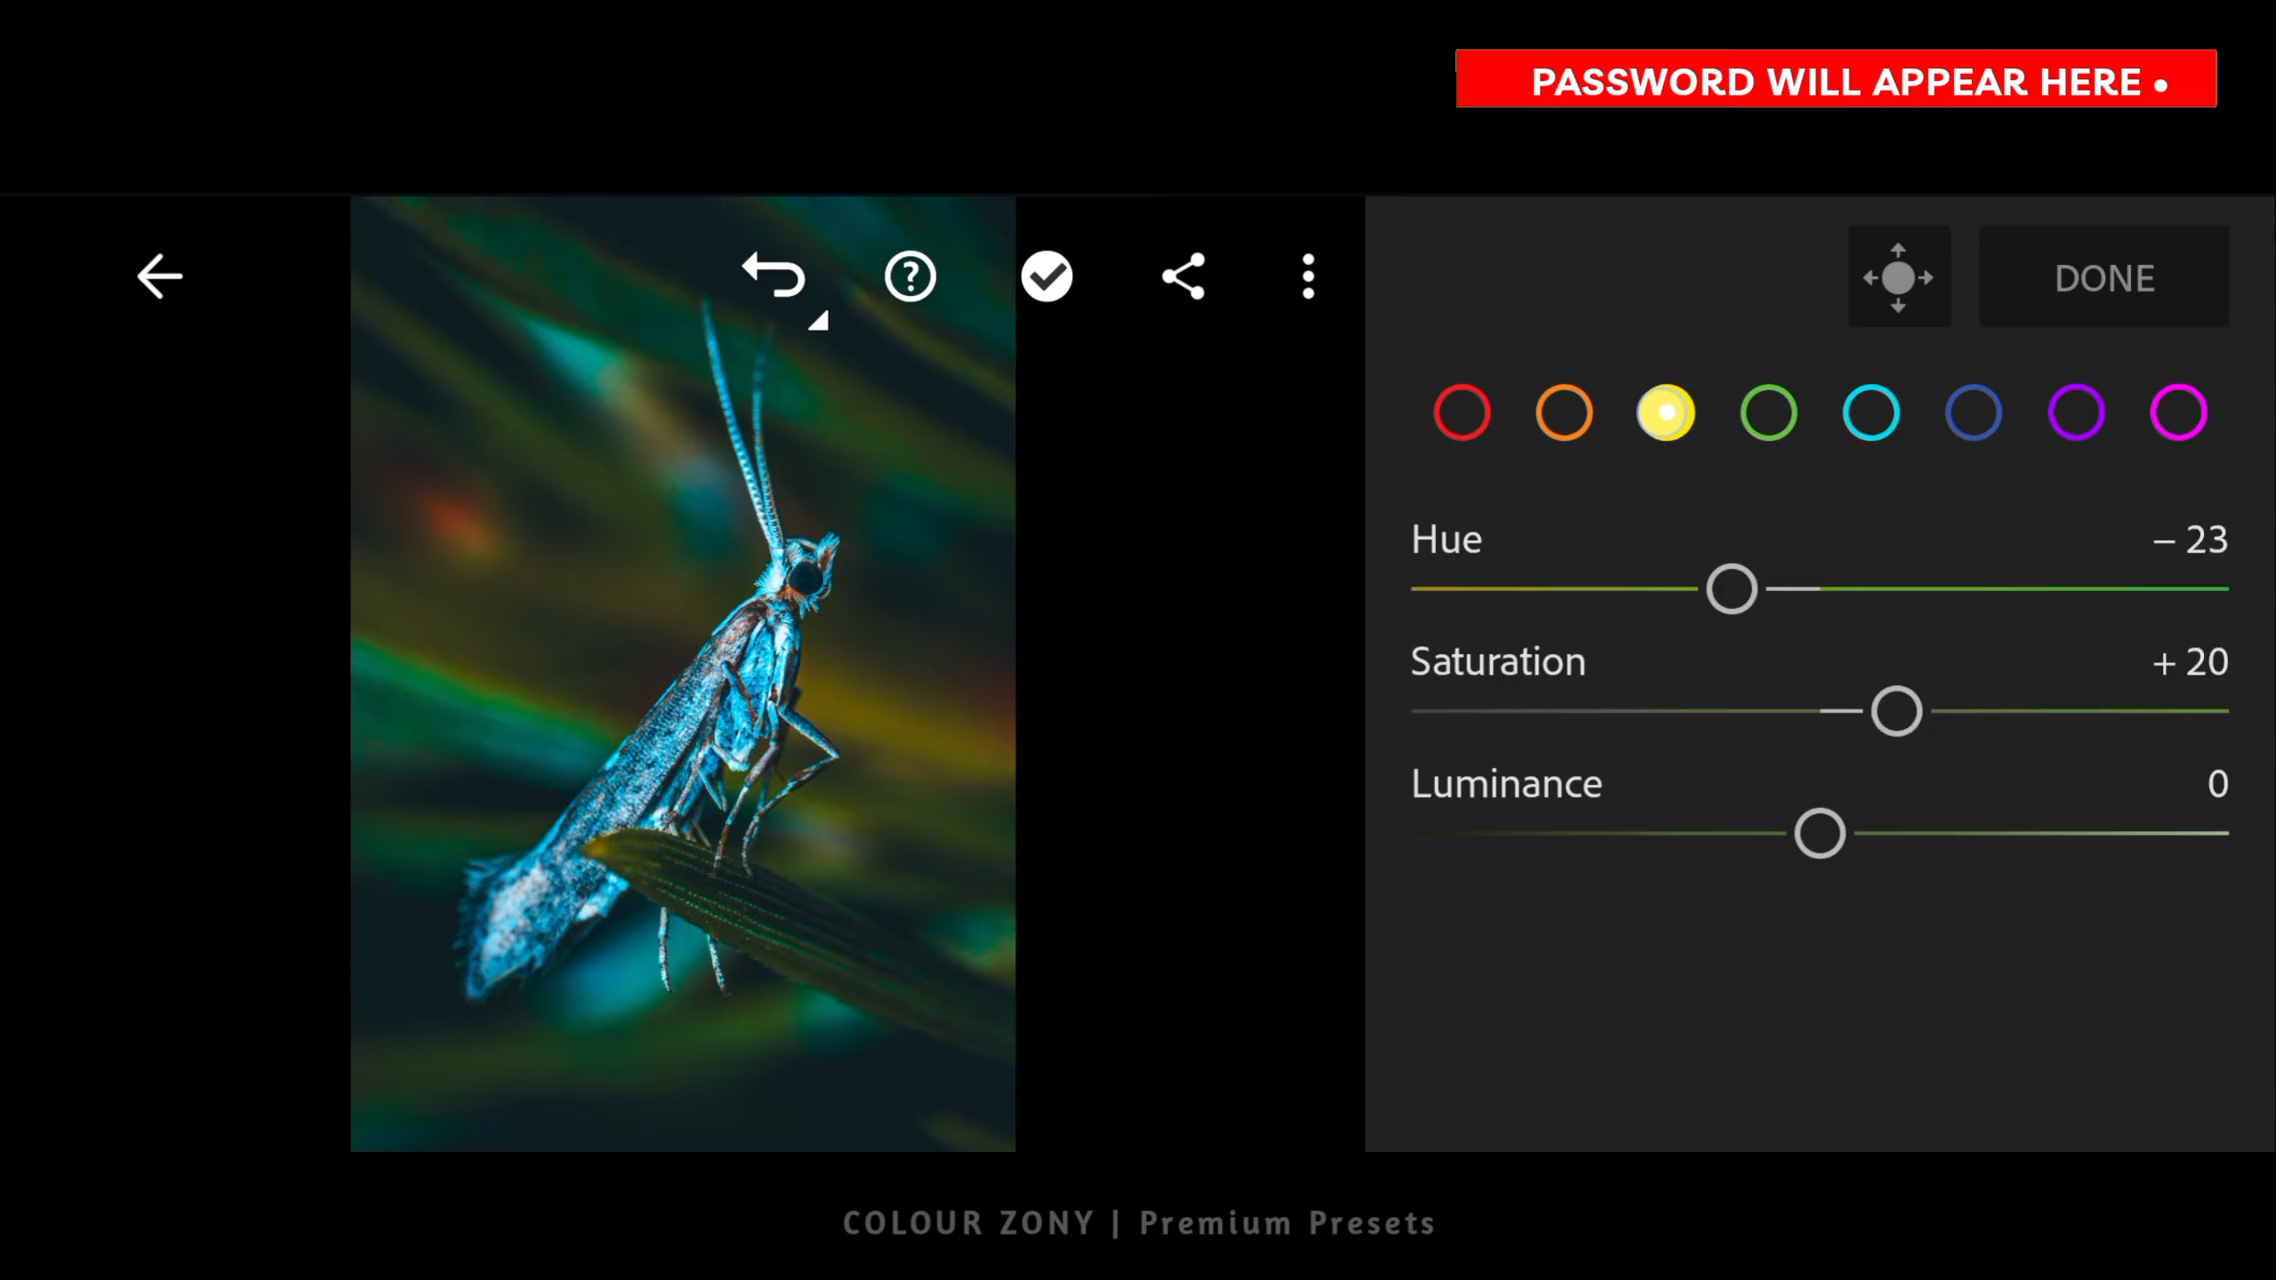 PASSWORD WILL APPEAR HERE •
DONE
Hue − 23
Saturation + 20
Luminance 0
COLOUR ZONY | Premium Presets